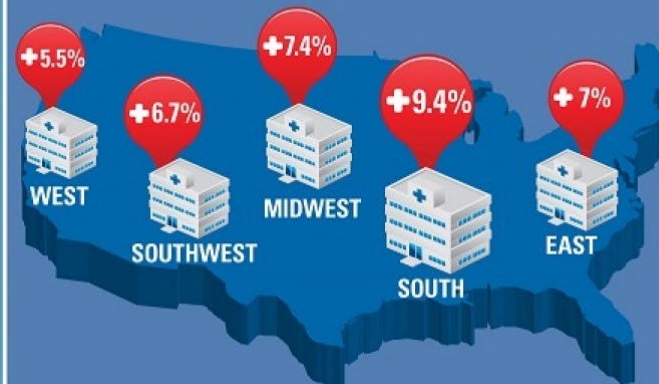 +5.5%
WEST
+6.7%
SOUTHWEST
+7.4%
MIDWEST
+9.4%
SOUTH
+ 7%
EAST